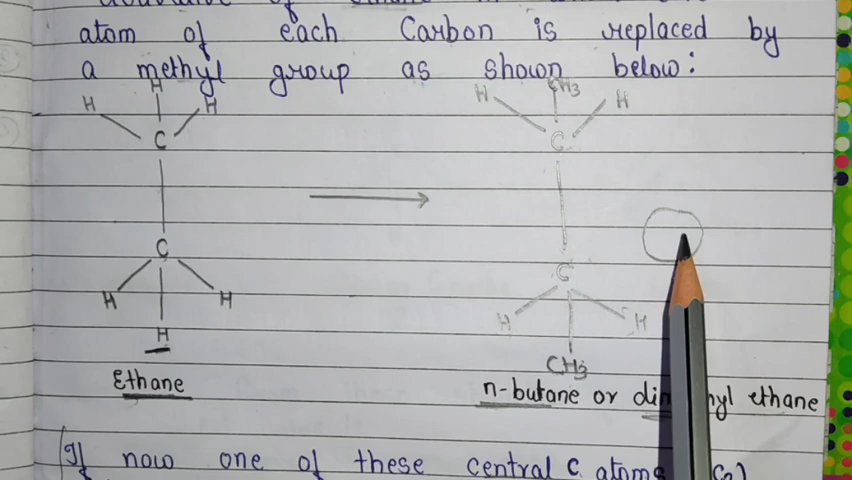 atom of each Carbon is replaced by
a methyl group as shown below:
H H H
C
C
H H
H
Ethane
H CH3 H
C
C
H H
CH3
n-butane or ethane
If now one of these central C atoms